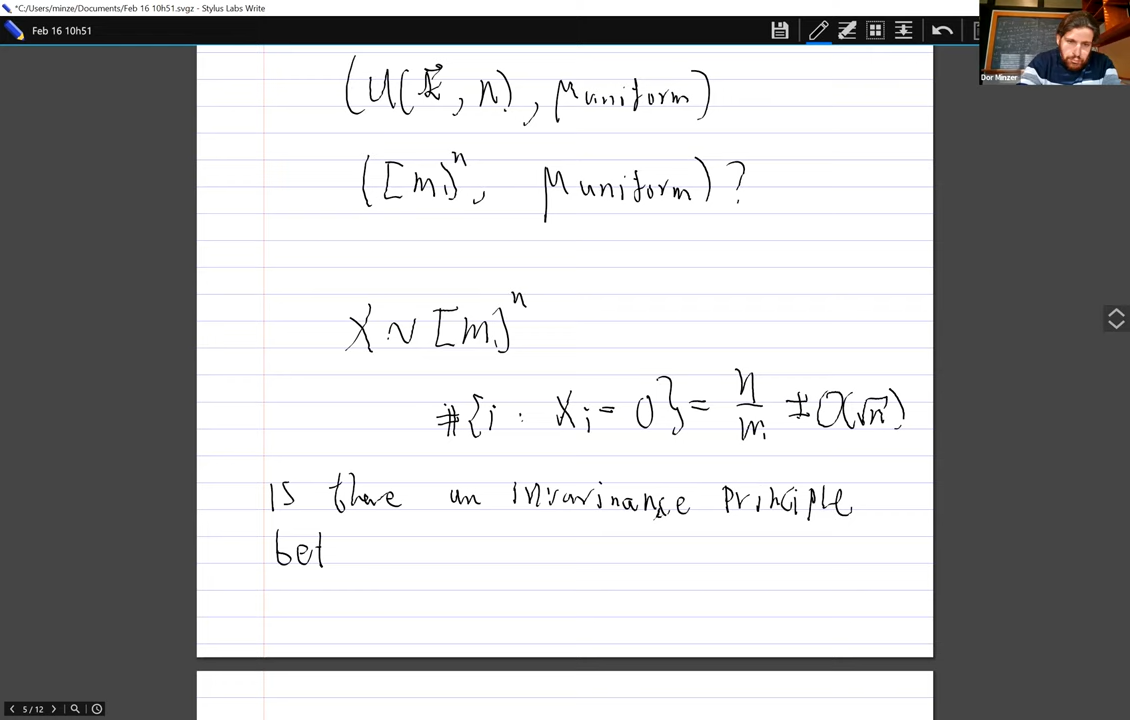 *C:/Users/minze/Documents/Feb 16 10h51.svgz - Stylus Labs Write
Feb 16 10h51
Dor Minzer
(U(k⃗, n), μ uniform)
([m]ⁿ, μ uniform)?
X ~ [m]ⁿ
#{i : Xᵢ = 0} = n/m ± O(√n)
Is there an invariance principle
bet
5 / 12